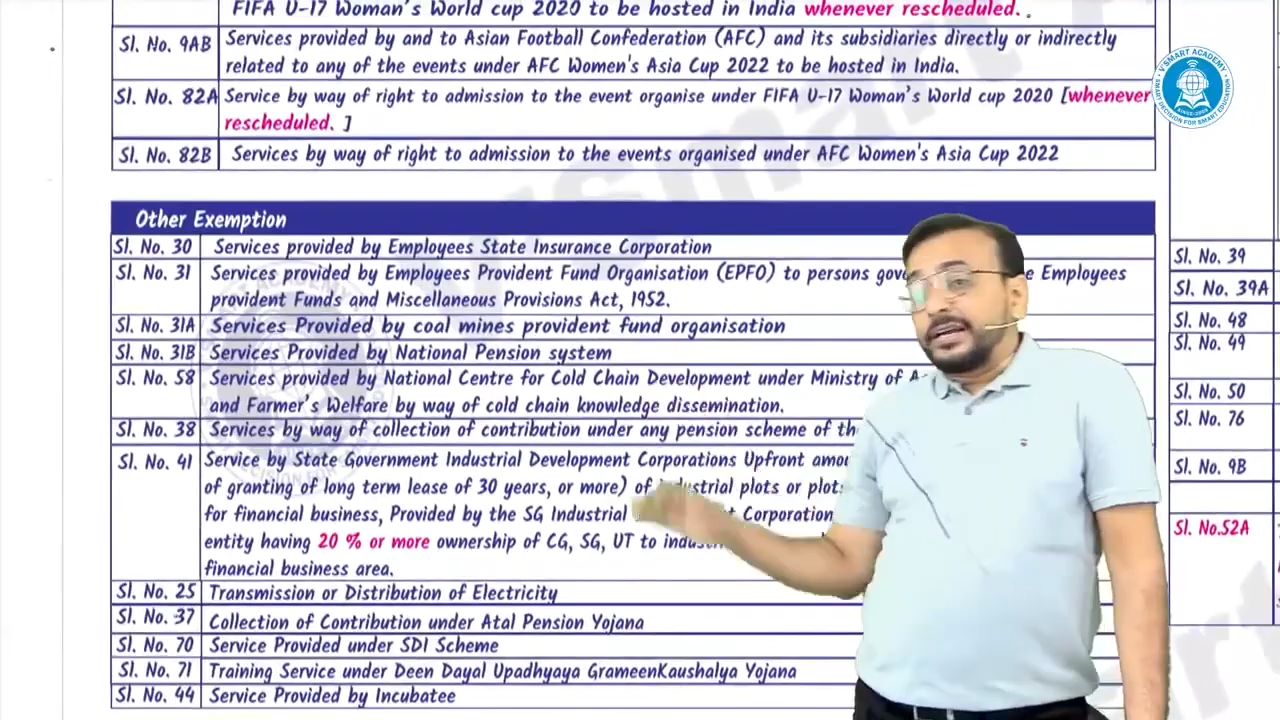 FIFA U-17 Woman's World cup 2020 to be hosted in India whenever rescheduled. .
Sl. No. 9AB Services provided by and to Asian Football Confederation (AFC) and its subsidiaries directly or indirectly
related to any of the events under AFC Women's Asia Cup 2022 to be hosted in India.
Sl. No. 82A Service by way of right to admission to the event organise under FIFA U-17 Woman's World cup 2020 [whenever
rescheduled. ]
Sl. No. 82B Services by way of right to admission to the events organised under AFC Women's Asia Cup 2022
V'SMART ACADEMY
SMART DECISION FOR SMART EDUCATION
Other Exemption
Sl. No. 30 Services provided by Employees State Insurance Corporation
Sl. No. 31 Services provided by Employees Provident Fund Organisation (EPFO) to persons gove Employees
provident Funds and Miscellaneous Provisions Act, 1952.
Sl. No. 31A Services Provided by coal mines provident fund organisation
Sl. No. 31B Services Provided by National Pension system
Sl. No. 58 Services provided by National Centre for Cold Chain Development under Ministry of
and Farmer's Welfare by way of cold chain knowledge dissemination.
Sl. No. 38 Services by way of collection of contribution under any pension scheme of the
Sl. No. 41 Service by State Government Industrial Development Corporations Upfront
of granting of long term lease of 30 years, or more) of industrial plots or plots
for financial business, Provided by the SG Industrial Corporation
entity having 20 % or more ownership of CG, SG, UT to
financial business area.
Sl. No. 25 Transmission or Distribution of Electricity
Sl. No. 37 Collection of Contribution under Atal Pension Yojana
Sl. No. 70 Service Provided under SDI Scheme
Sl. No. 71 Training Service under Deen Dayal Upadhyaya GrameenKaushalya Yojana
Sl. No. 44 Service Provided by Incubatee
Sl. No. 39
Sl. No. 39A
Sl. No. 48
Sl. No. 49
Sl. No. 50
Sl. No. 76
Sl. No. 9B
Sl. No.52A